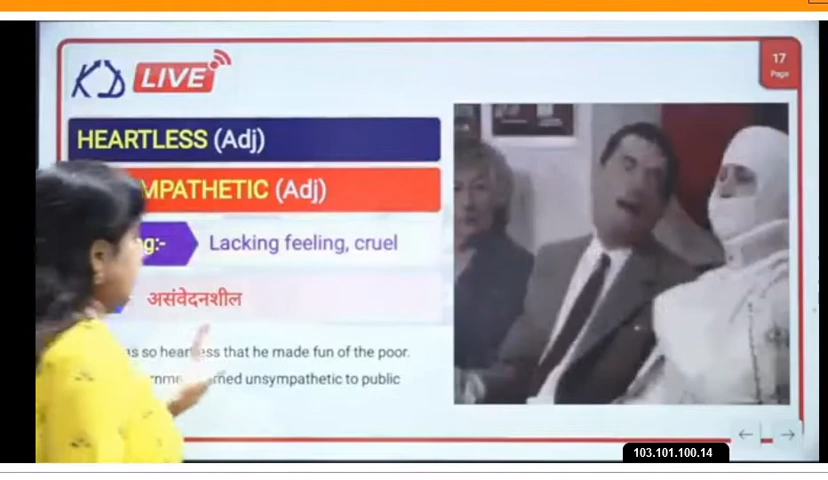 KD LIVE
17
Page
HEARTLESS (Adj)
MPATHETIC (Adj)
g:- Lacking feeling, cruel
असंवेदनशील
as so heartless that he made fun of the poor.
unsympathetic to public
103.101.100.14